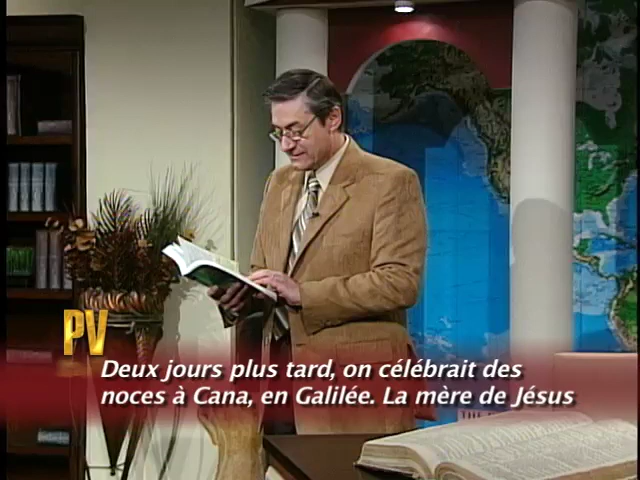 PV
Deux jours plus tard, on célébrait des
noces à Cana, en Galilée. La mère de Jésus